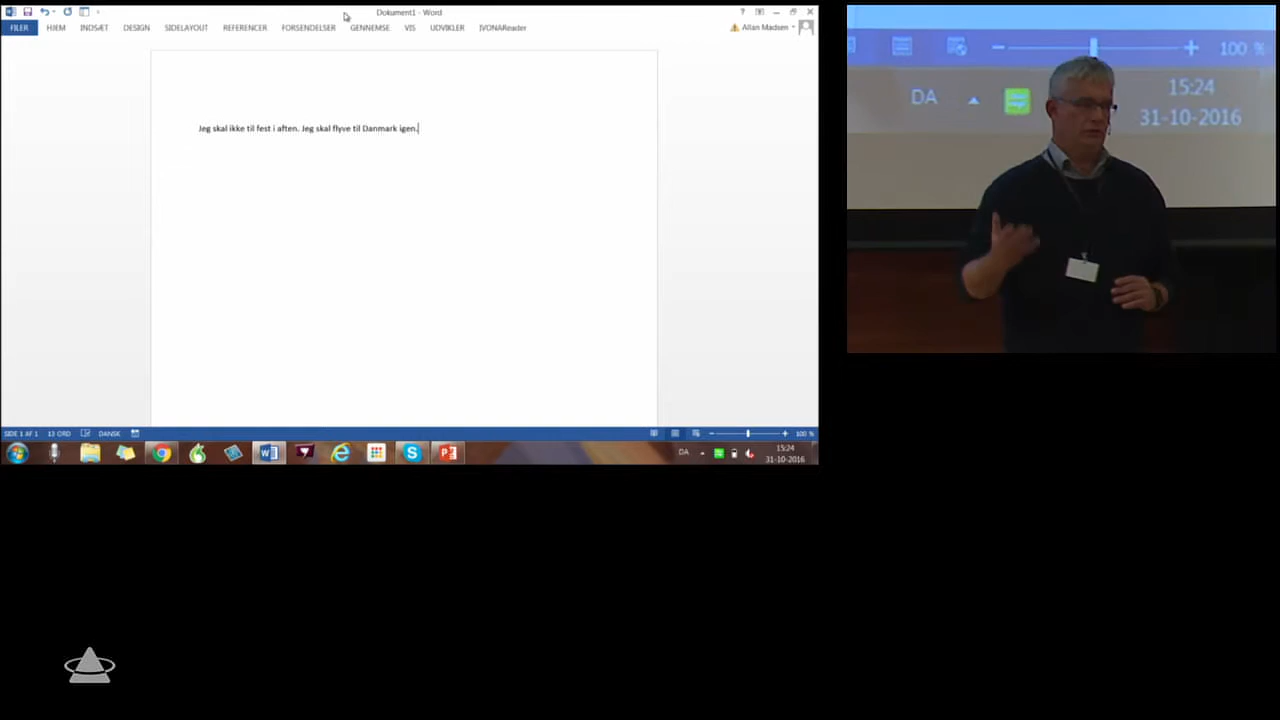 Dokument1 - Word
FILER HJEM INDSÆT DESIGN SIDELAYOUT REFERENCER FORSENDELSER GENNEMSE VIS UDVIKLER IVONAReader
Allan Madsen
Jeg skal ikke til fest i aften. Jeg skal flyve til Danmark igen.
SIDE 1 AF 1 13 ORD DANSK
100 %
DA
15:24
31-10-2016
100 %
DA
15:24
31-10-2016